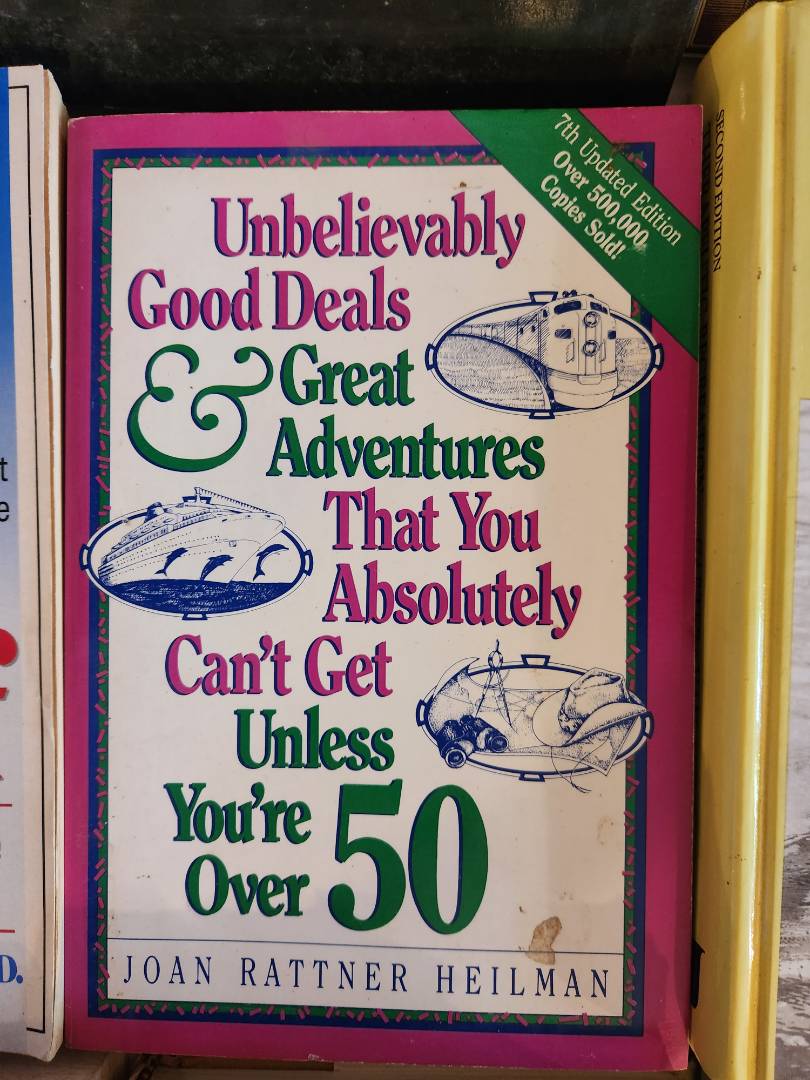 7th Updated Edition
Over 500,000
Copies Sold!
Unbelievably
Good Deals
& Great
Adventures
That You
Absolutely
Can't Get
Unless
You're
Over 50
JOAN RATTNER HEILMAN
SECOND EDITION
t
e
D.